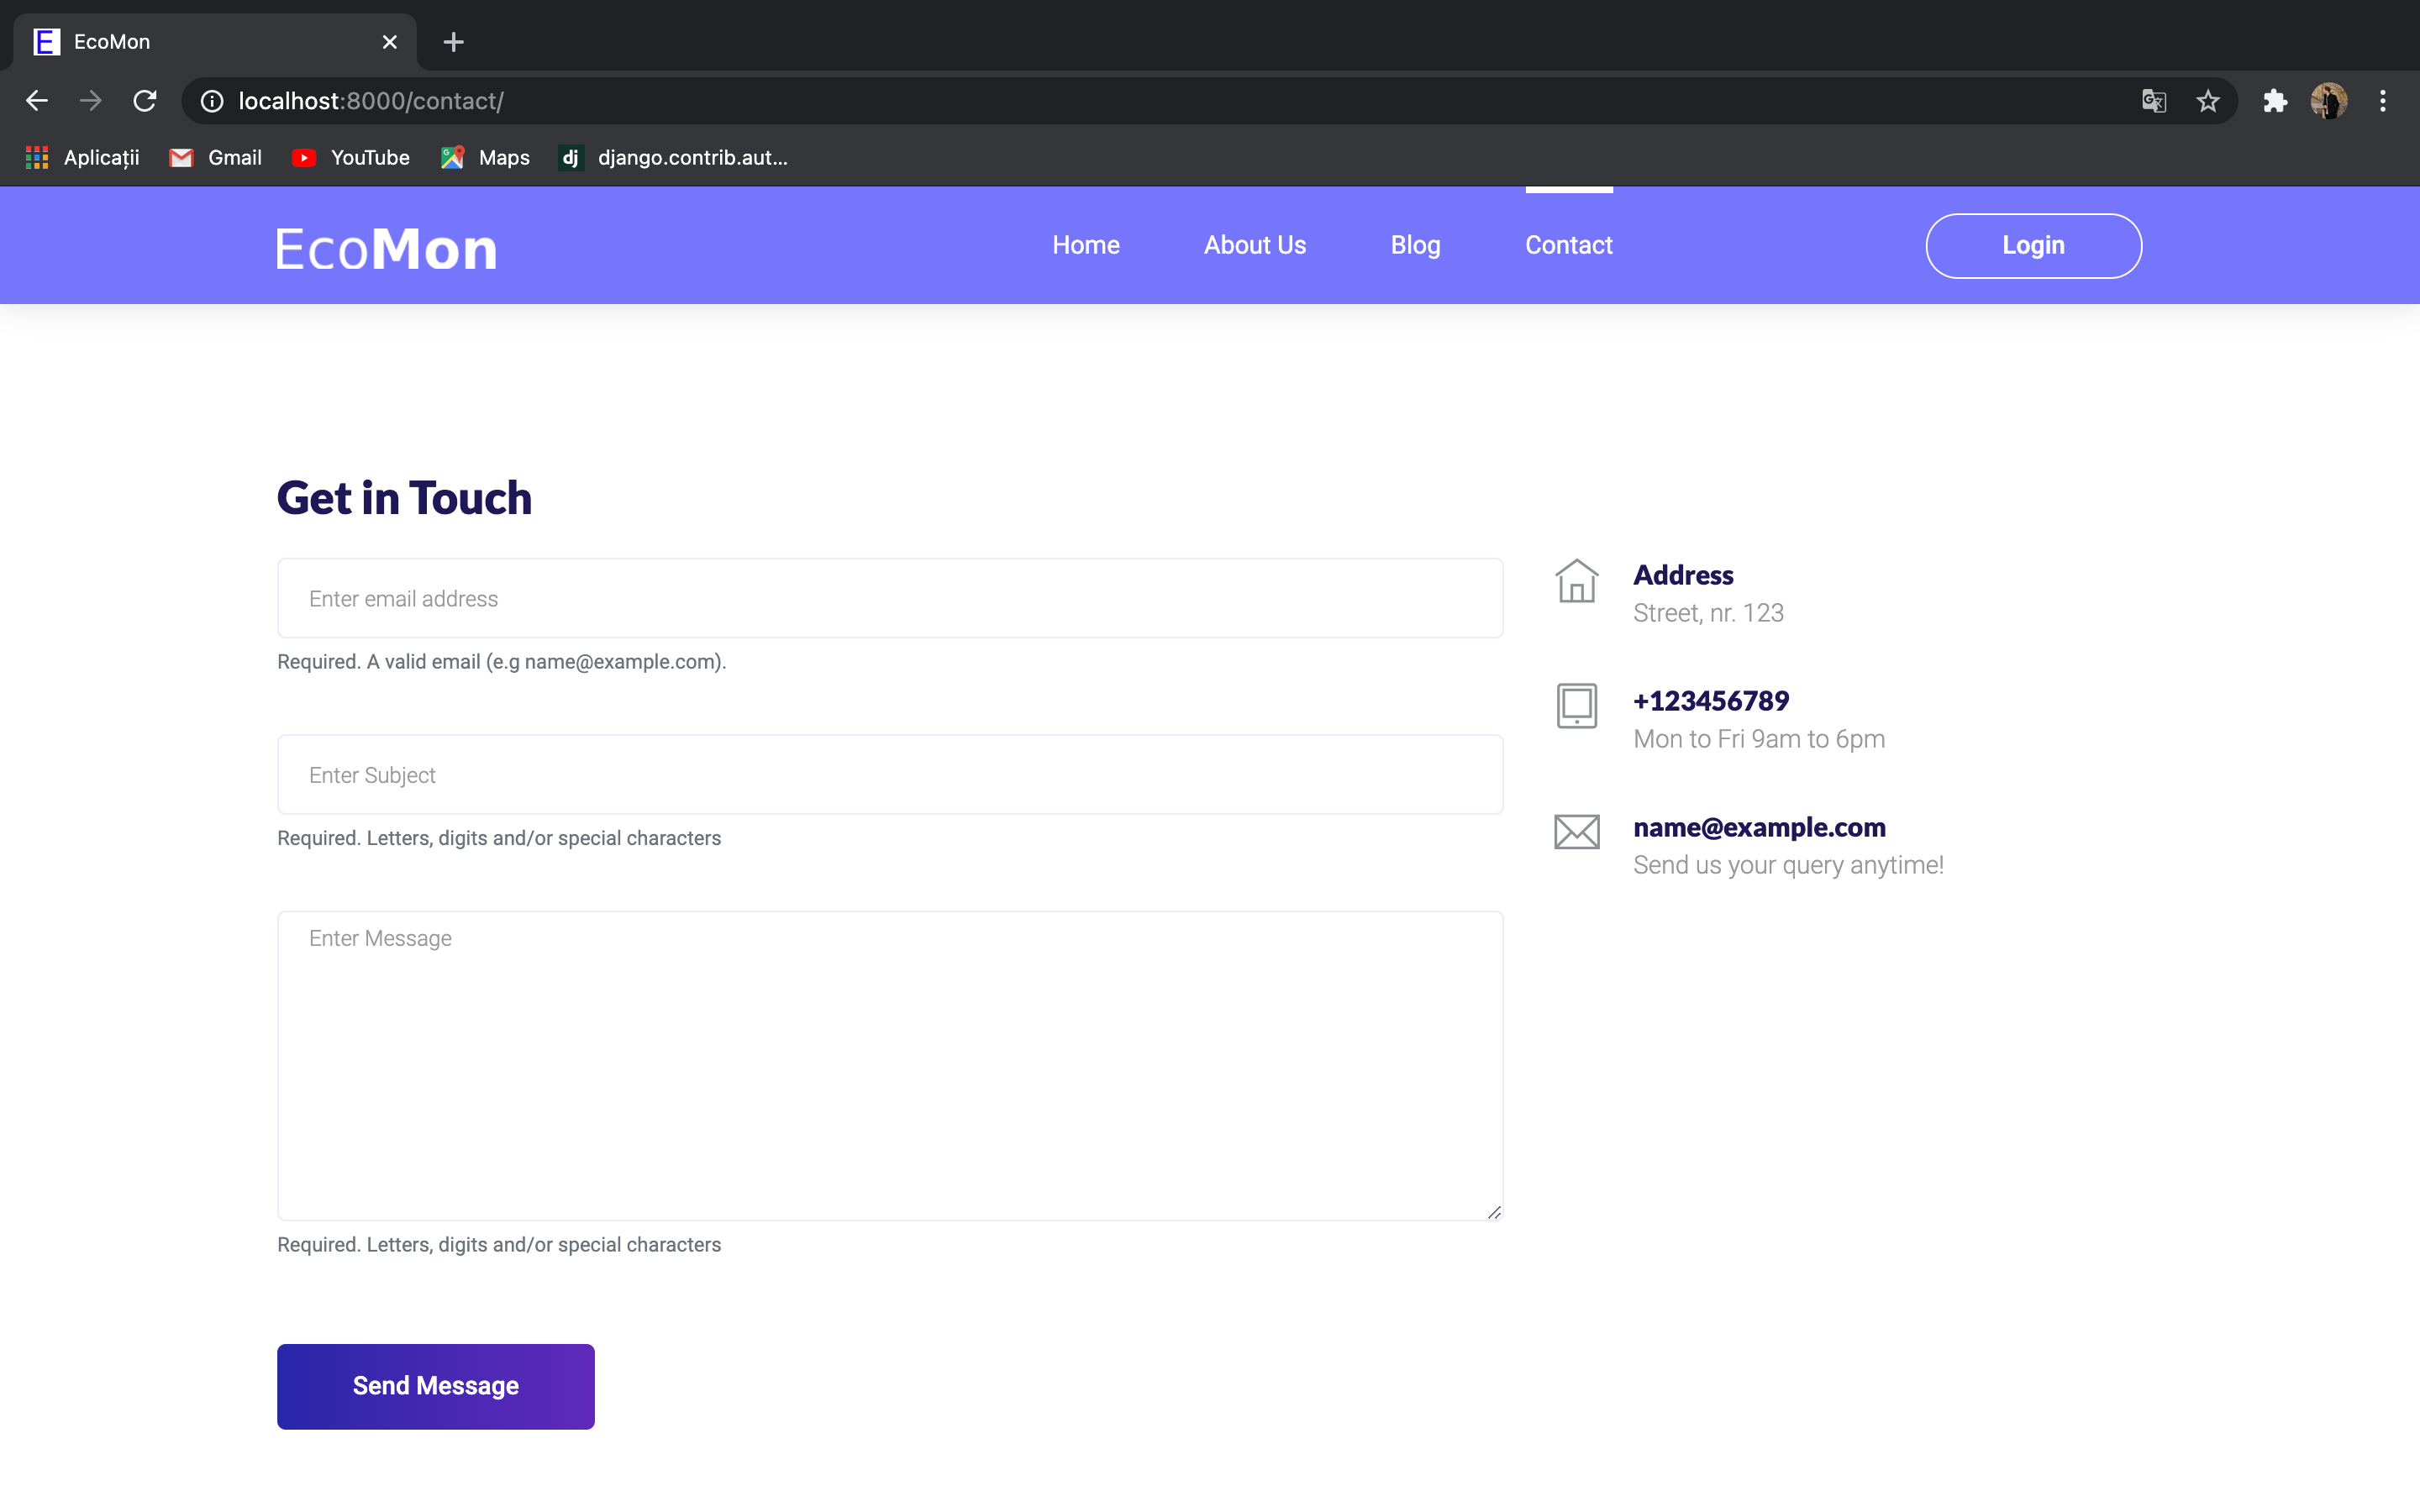 E EcoMon
localhost:8000/contact/
Aplicații Gmail YouTube Maps dj django.contrib.aut...
EcoMon Home About Us Blog Contact Login
Get in Touch
Enter email address
Required. A valid email (e.g name@example.com).
Enter Subject
Required. Letters, digits and/or special characters
Enter Message
Required. Letters, digits and/or special characters
Send Message
Address
Street, nr. 123
+123456789
Mon to Fri 9am to 6pm
name@example.com
Send us your query anytime!